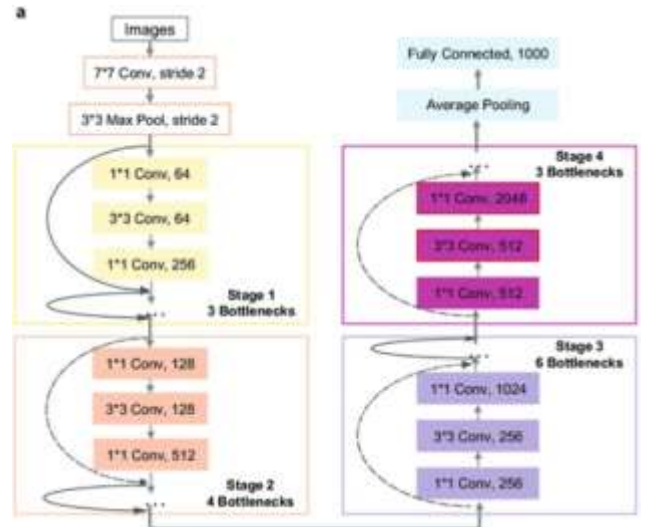 a
Images
7*7 Conv, stride 2
3*3 Max Pool, stride 2
1*1 Conv, 64
3*3 Conv, 64
1*1 Conv, 256
Stage 1
3 Bottlenecks
1*1 Conv, 128
3*3 Conv, 128
1*1 Conv, 512
Stage 2
4 Bottlenecks
Fully Connected, 1000
Average Pooling
Stage 4
3 Bottlenecks
1*1 Conv, 2048
3*3 Conv, 512
1*1 Conv, 512
Stage 3
6 Bottlenecks
1*1 Conv, 1024
3*3 Conv, 256
1*1 Conv, 256